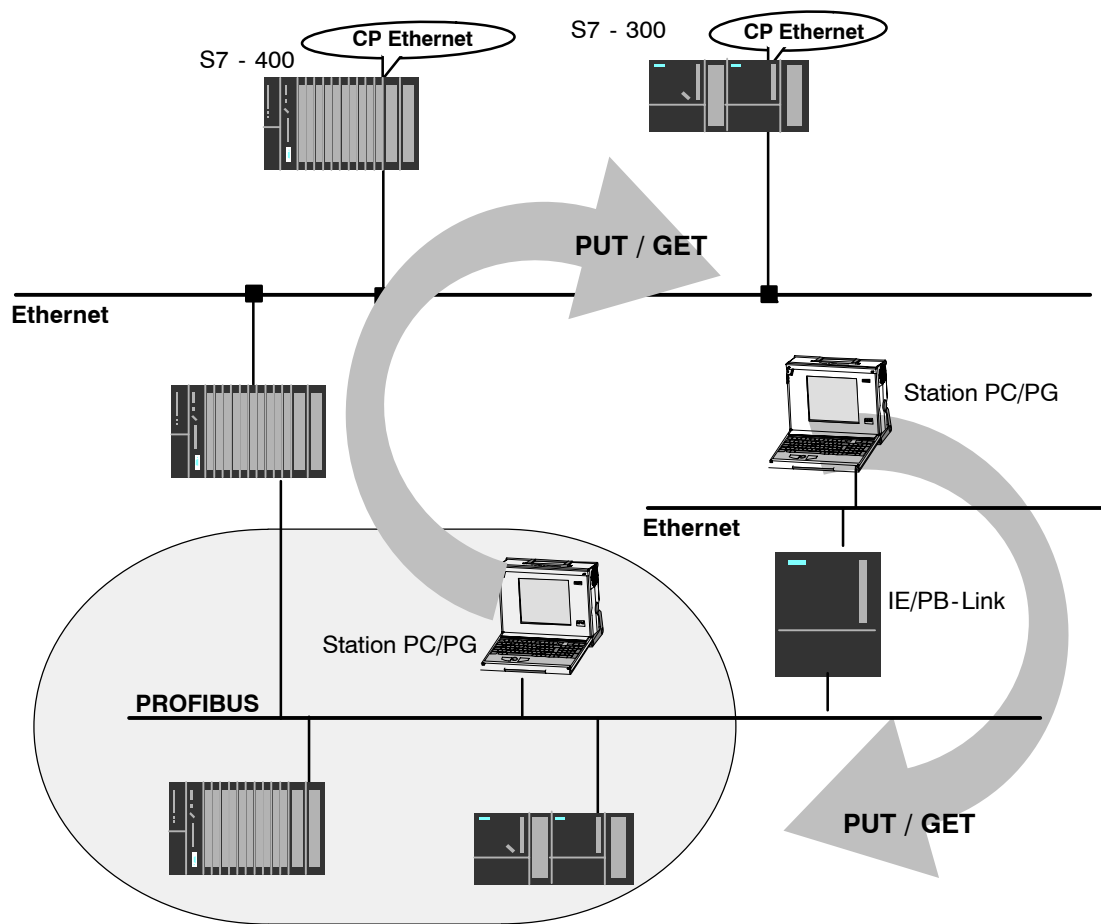 CP Ethernet
CP Ethernet
S7 - 300
S7 - 400
PUT / GET
Ethernet
Station PC/PG
Ethernet
IE/PB-Link
Station PC/PG
PROFIBUS
PUT / GET